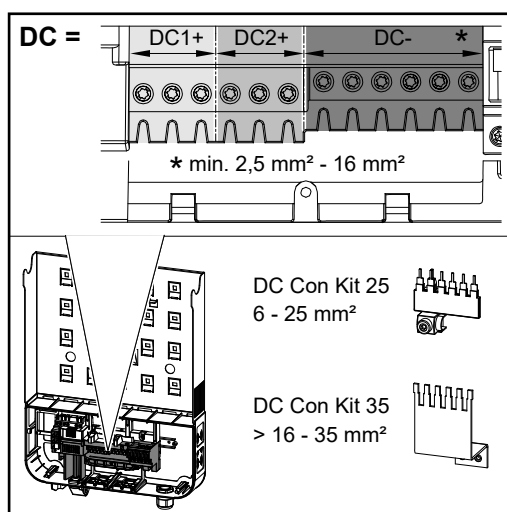 DC =
DC1+ DC2+ DC- *
* min. 2,5 mm² - 16 mm²
DC Con Kit 25
6 - 25 mm²
DC Con Kit 35
> 16 - 35 mm²